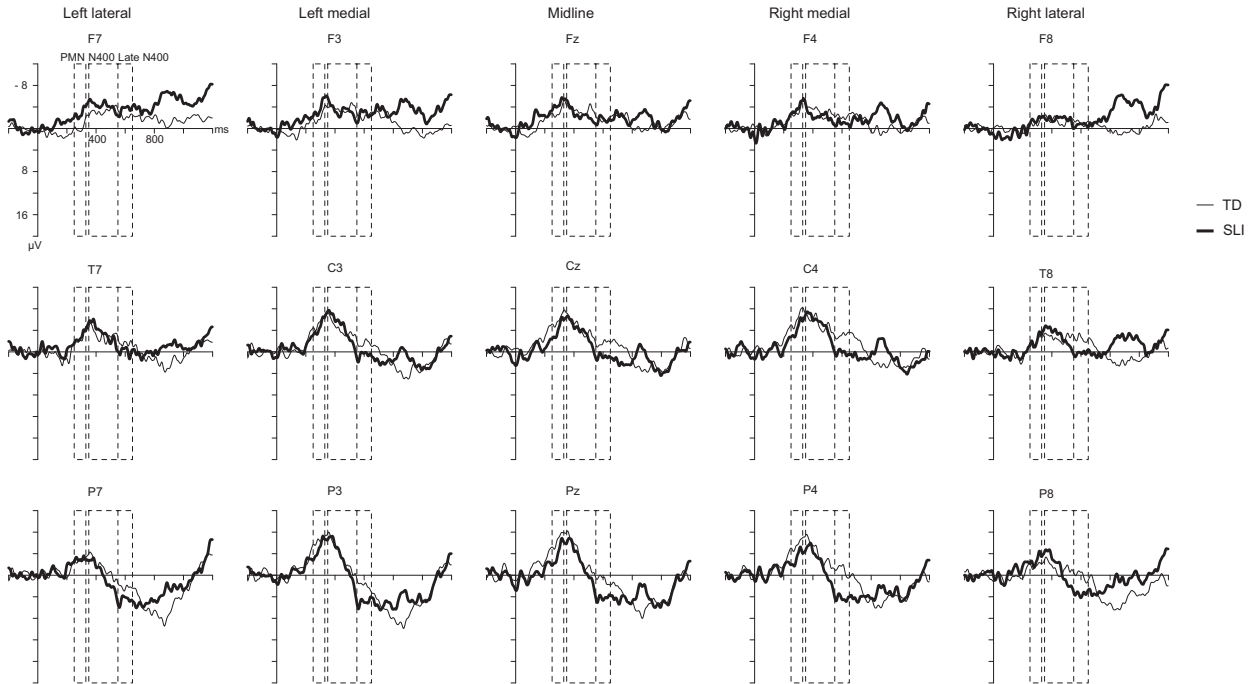 Left lateral Left medial Midline Right medial Right lateral
F7 F3 Fz F4 F8
PMN N400 Late N400
- 8
ms
400 800
8
16
µV
TD
SLI
T7 C3 Cz C4 T8
P7 P3 Pz P4 P8